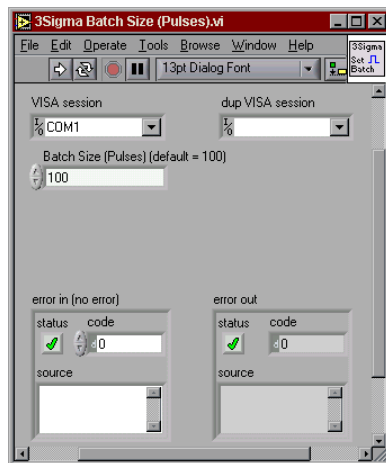 3Sigma Batch Size (Pulses).vi
File Edit Operate Tools Browse Window Help
3Sigma
Set
Batch
13pt Dialog Font
VISA session
dup VISA session
COM1
Batch Size (Pulses) (default = 100)
100
error in (no error)
error out
status code
status code
d 0
d 0
source
source